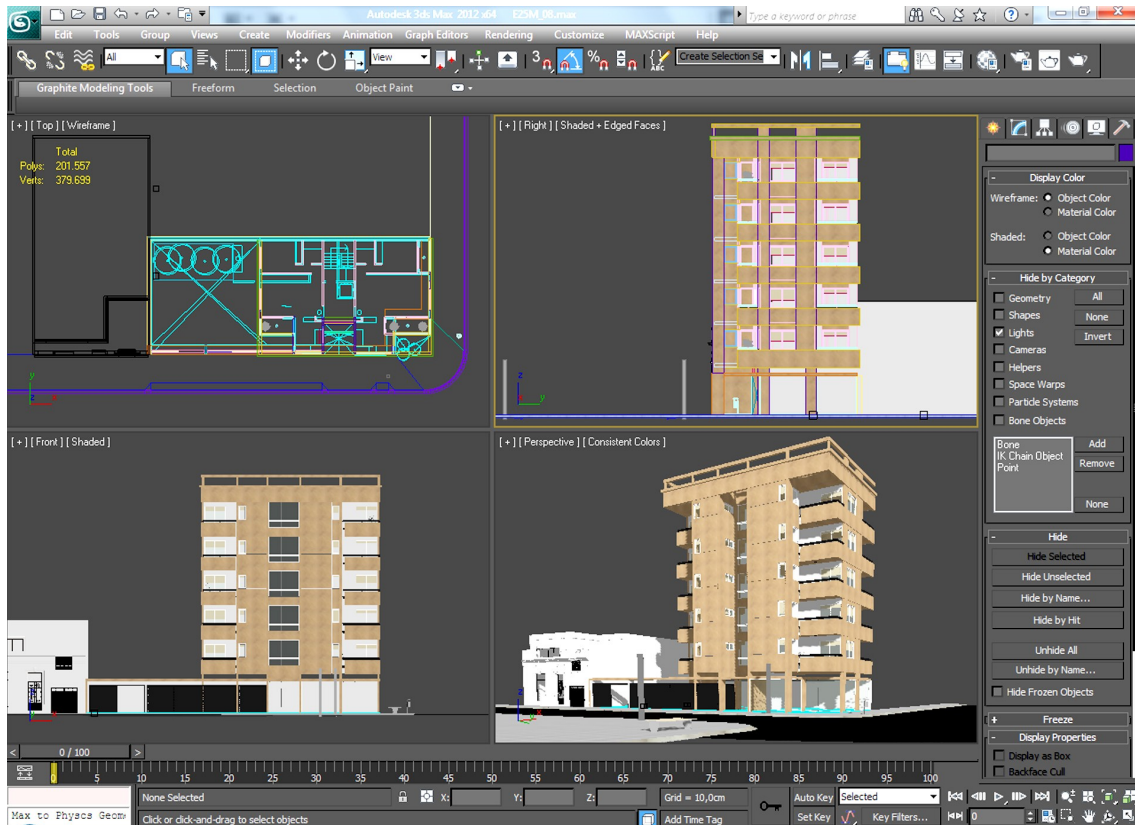 Autodesk 3ds Max 2012 x64 E25M_08.max
Type a keyword or phrase
Edit Tools Group Views Create Modifiers Animation Graph Editors Rendering Customize MAXScript Help
All View 3 Create Selection Se
Graphite Modeling Tools Freeform Selection Object Paint
[ + ] [ Top ] [ Wireframe ]
Total
Polys: 201.557
Verts: 379.699
[ + ] [ Right ] [ Shaded + Edged Faces ]
[ + ] [ Front ] [ Shaded ]
[ + ] [ Perspective ] [ Consistent Colors ]
Display Color
Wireframe: Object Color
Material Color
Shaded: Object Color
Material Color
Hide by Category
Geometry All
Shapes None
Lights Invert
Cameras
Helpers
Space Warps
Particle Systems
Bone Objects
Bone Add
IK Chain Object Remove
Point
None
Hide
Hide Selected
Hide Unselected
Hide by Name...
Hide by Hit
Unhide All
Unhide by Name...
Hide Frozen Objects
Freeze
Display Properties
Display as Box
Backface Cull
< 0 / 100 >
0 5 10 15 20 25 30 35 40 45 50 55 60 65 70 75 80 85 90 95 100
None Selected X: Y: Z: Grid = 10,0cm Auto Key Selected
Max to Physcs Geom Click or click-and-drag to select objects Add Time Tag Set Key Key Filters... 0